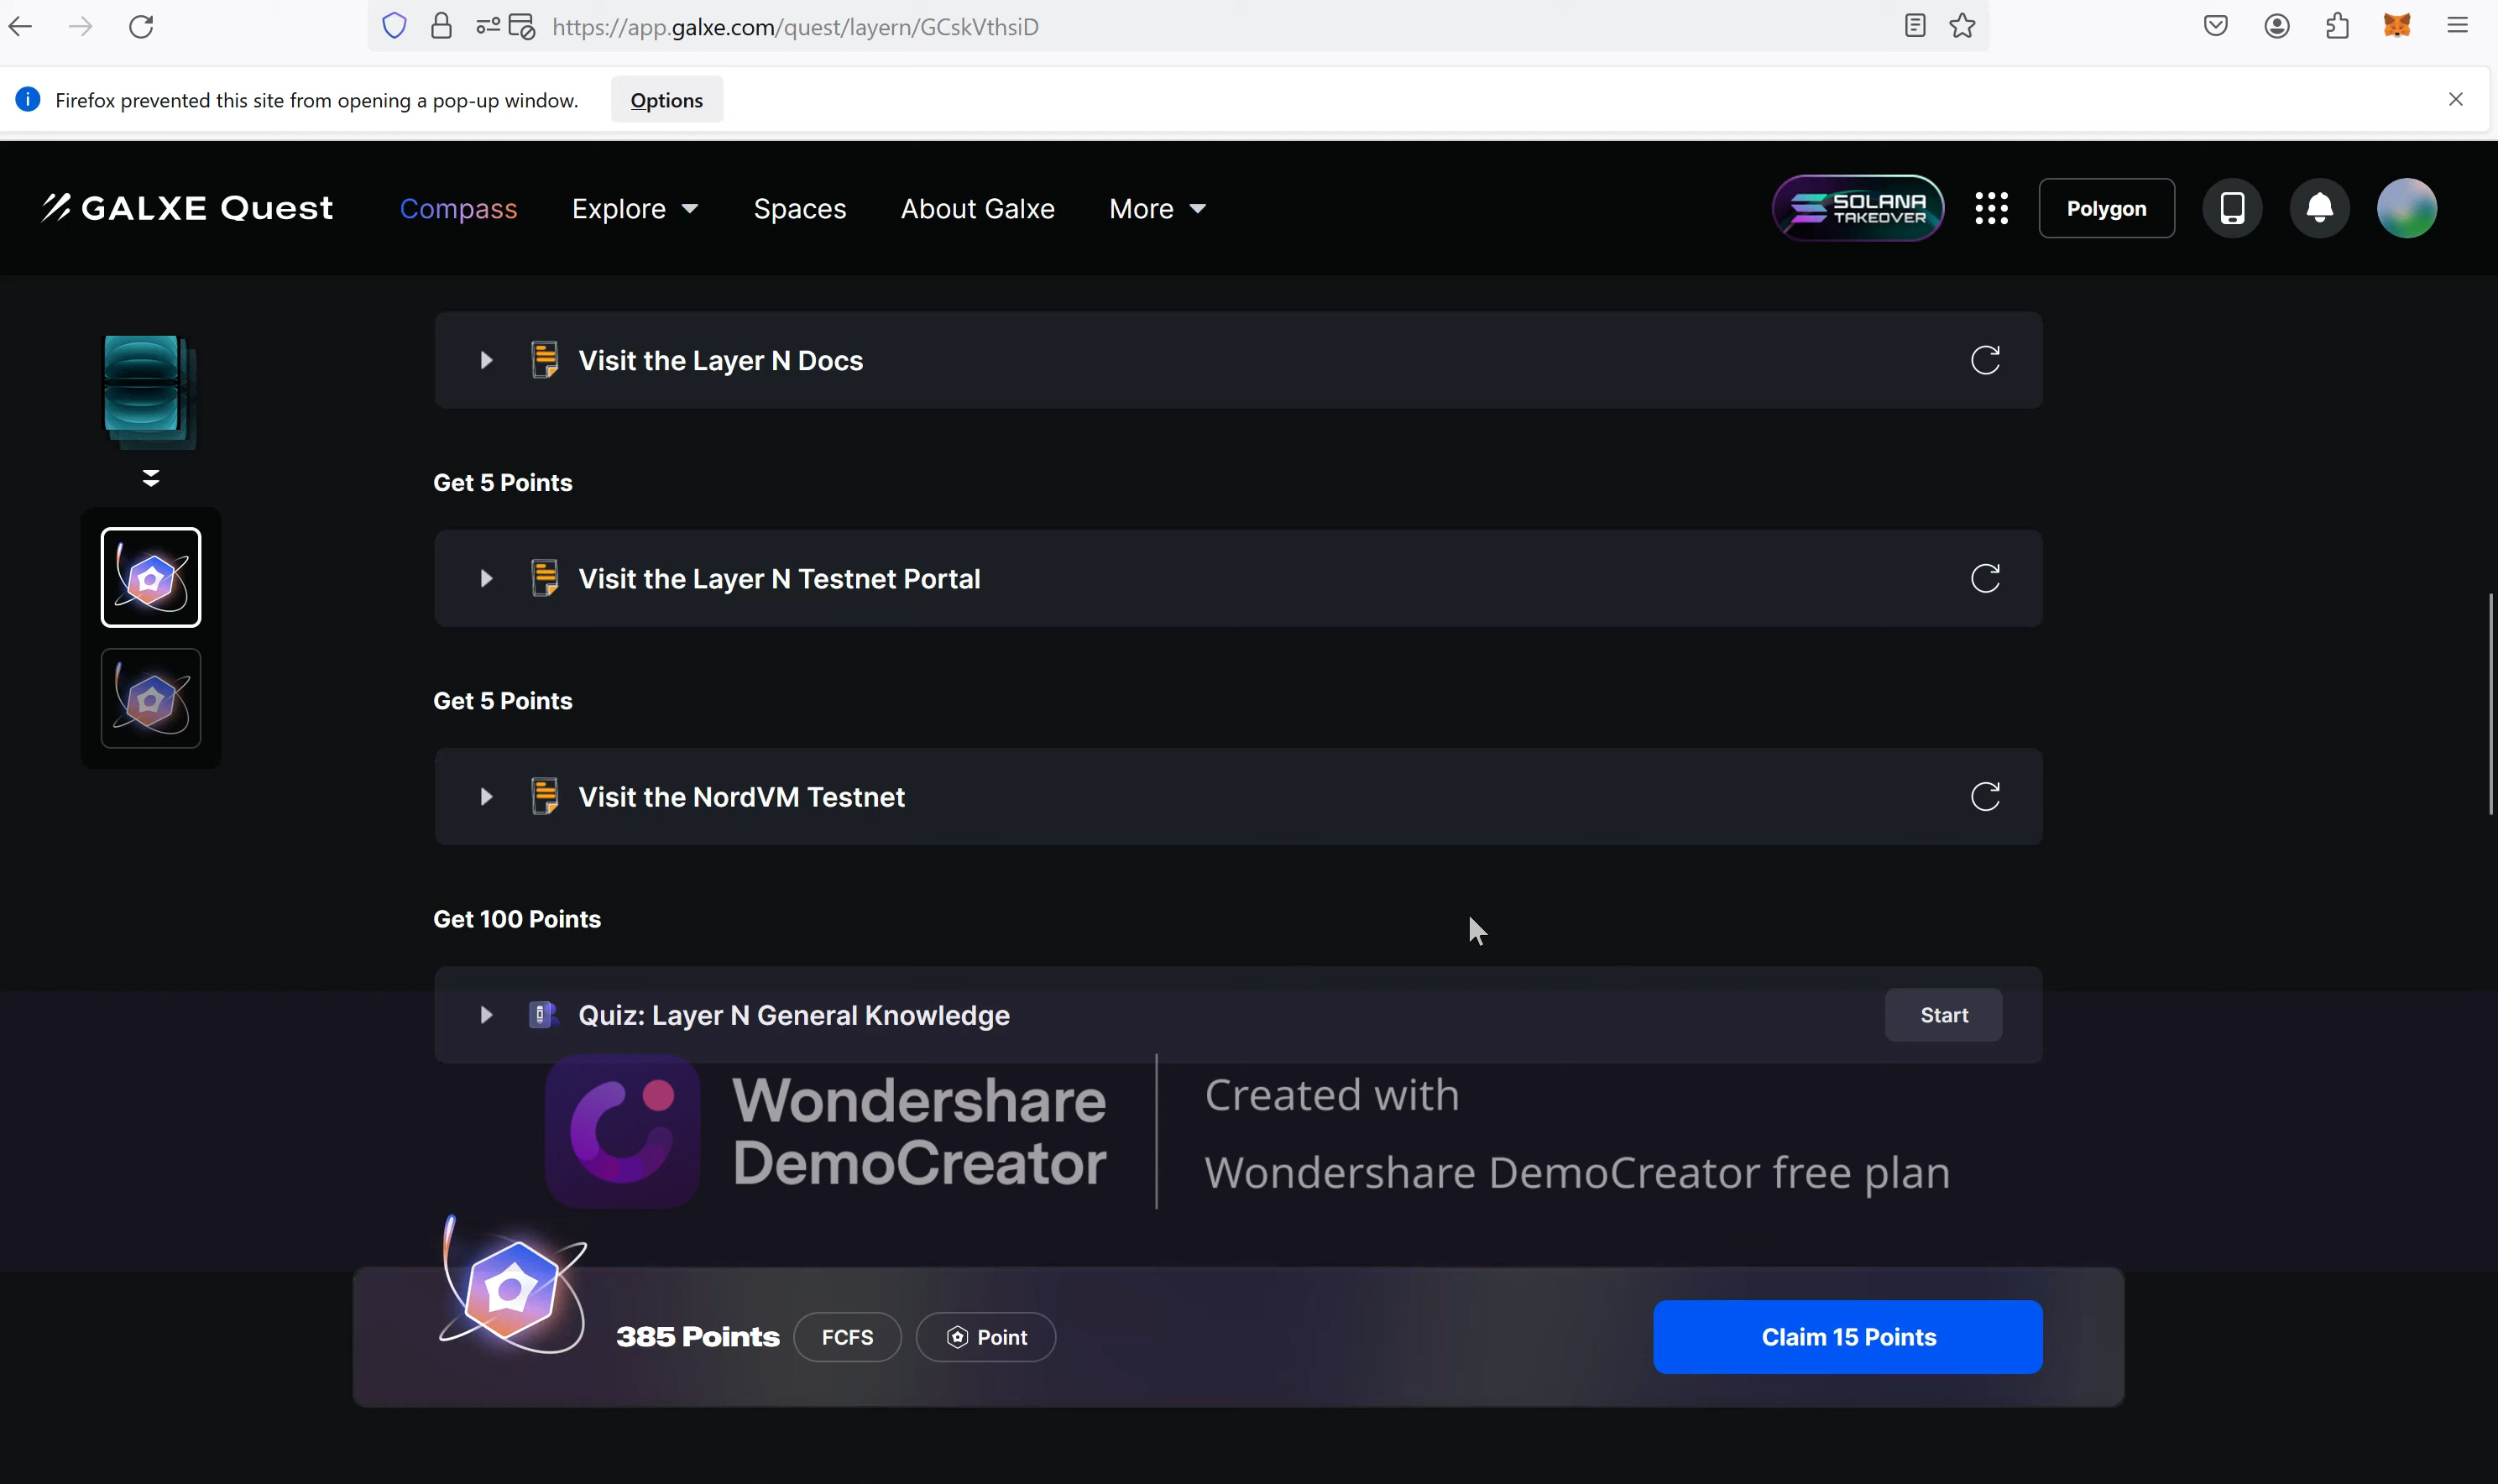 https://app.galxe.com/quest/layern/GCskVthsiD
Firefox prevented this site from opening a pop-up window. Options
GALXE Quest Compass Explore Spaces About Galxe More SOLANA TAKEOVER Polygon
Visit the Layer N Docs
Get 5 Points
Visit the Layer N Testnet Portal
Get 5 Points
Visit the NordVM Testnet
Get 100 Points
Quiz: Layer N General Knowledge Start
Wondershare
DemoCreator
Created with
Wondershare DemoCreator free plan
385 Points FCFS Point Claim 15 Points